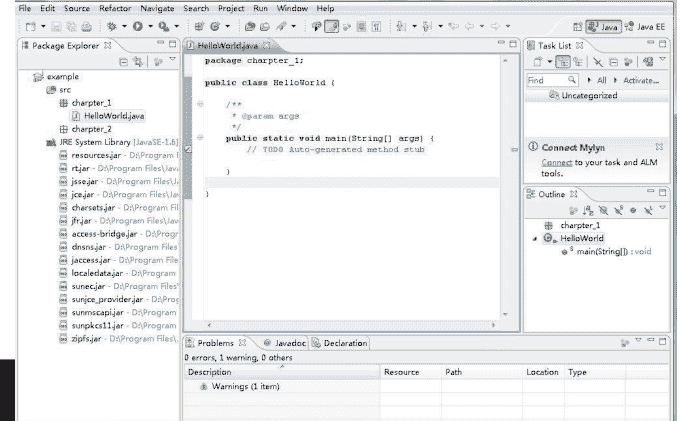 File Edit Source Refactor Navigate Search Project Run Window Help
Java Java EE
Package Explorer
example
src
charpter_1
HelloWorld.java
charpter_2
JRE System Library [JavaSE-1.6]
resources.jar - D:\Program F
rt.jar - D:\Program Files\Java
jsse.jar - D:\Program Files\J
jce.jar - D:\Program Files\Ja
charsets.jar - D:\Program Fil
jfr.jar - D:\Program Files\Jav
access-bridge.jar - D:\Progr
dnsns.jar - D:\Program Files
jaccess.jar - D:\Program File
localedata.jar - D:\Program
sunec.jar - D:\Program Files\
sunjce_provider.jar - D:\Prog
sunmscapi.jar - D:\Program
sunpkcs11.jar - D:\Program
zipfs.jar - D:\Program Files\
HelloWorld.java
package charpter_1;
public class HelloWorld {
/**
* @param args
*/
public static void main(String[] args) {
// TODO Auto-generated method stub
}
}
Task List
Find All Activate...
Uncategorized
Connect Mylyn
Connect to your task and ALM
tools.
Outline
charpter_1
HelloWorld
main(String[]) : void
Problems Javadoc Declaration
0 errors, 1 warning, 0 others
Description Resource Path Location Type
Warnings (1 item)